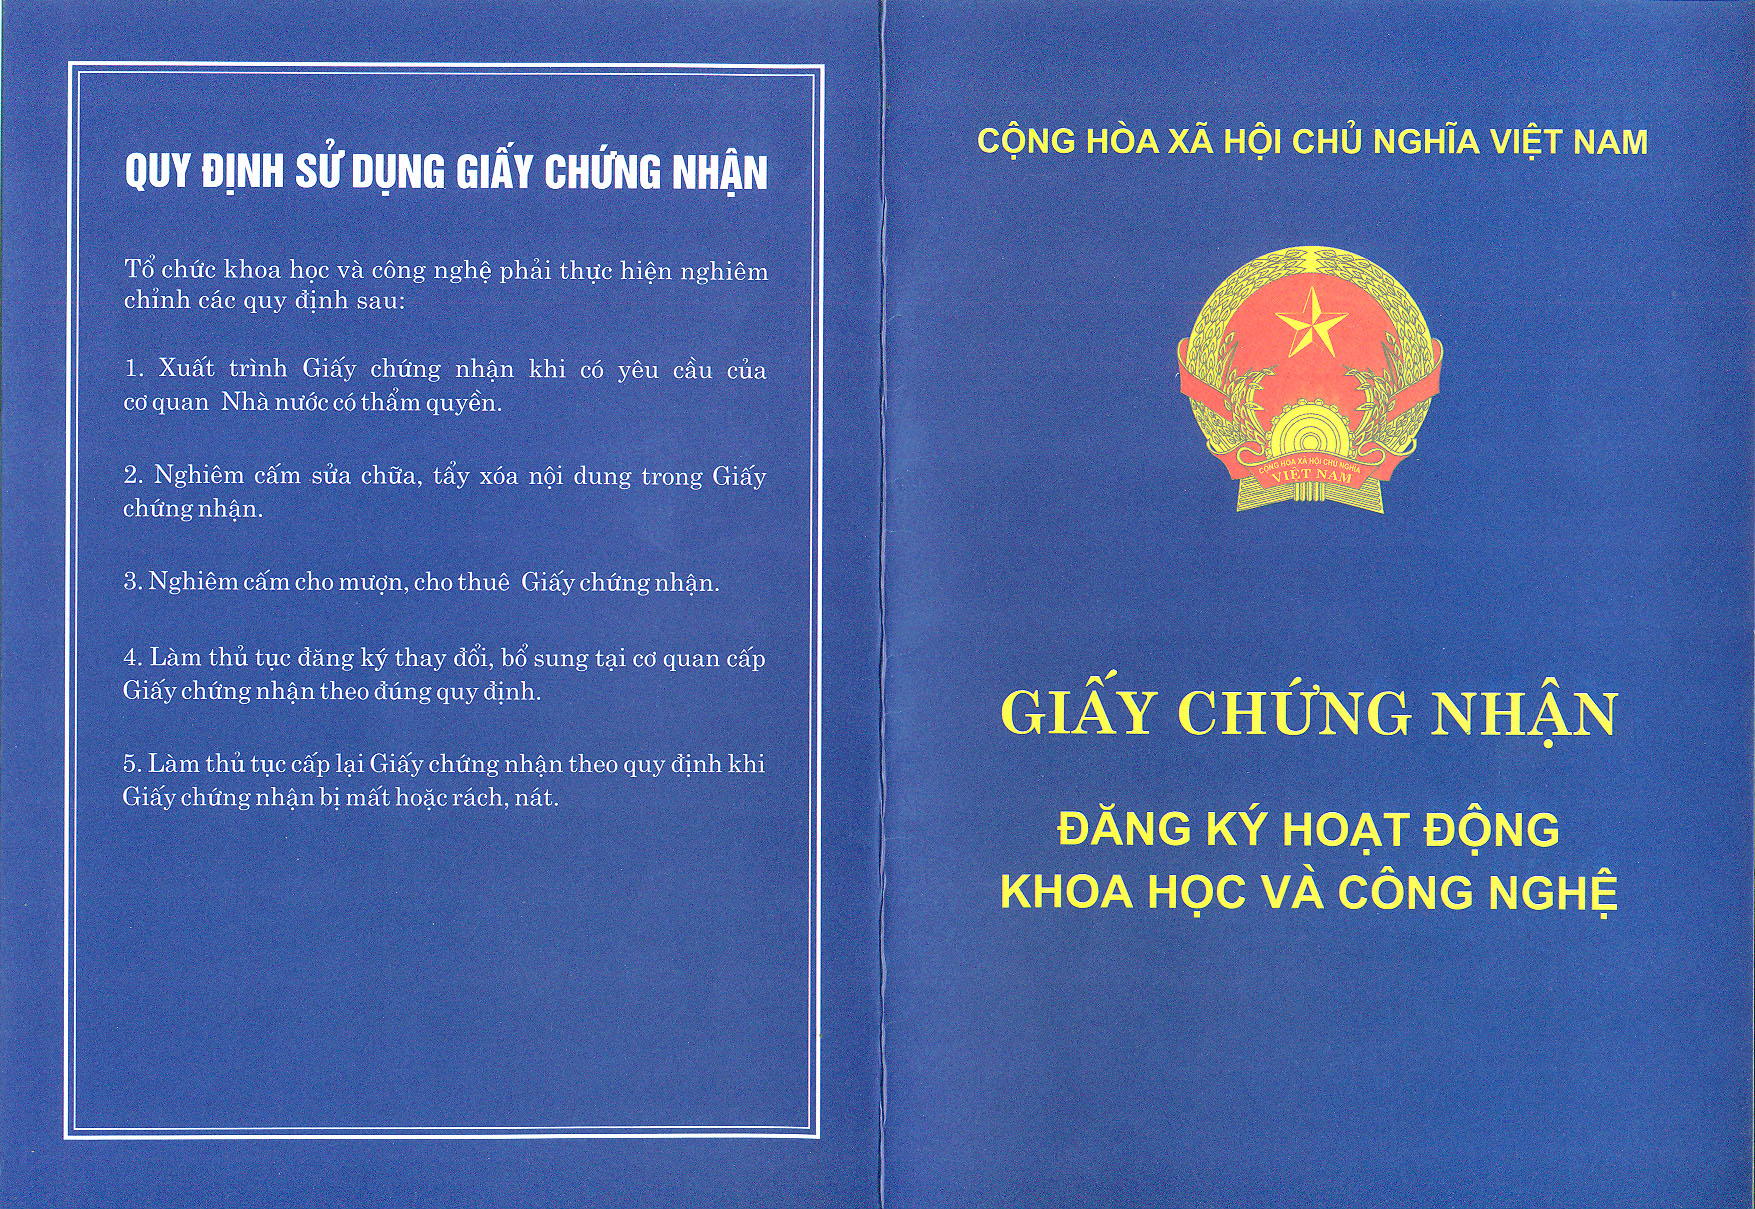 QUY ĐỊNH SỬ DỤNG GIẤY CHỨNG NHẬN
Tổ chức khoa học và công nghệ phải thực hiện nghiêm
chỉnh các quy định sau:
1. Xuất trình Giấy chứng nhận khi có yêu cầu của
cơ quan Nhà nước có thẩm quyền.
2. Nghiêm cấm sửa chữa, tẩy xóa nội dung trong Giấy
chứng nhận.
3. Nghiêm cấm cho mượn, cho thuê Giấy chứng nhận.
4. Làm thủ tục đăng ký thay đổi, bổ sung tại cơ quan cấp
Giấy chứng nhận theo đúng quy định.
5. Làm thủ tục cấp lại Giấy chứng nhận theo quy định khi
Giấy chứng nhận bị mất hoặc rách, nát.
CỘNG HÒA XÃ HỘI CHỦ NGHĨA VIỆT NAM
CỘNG HÒA XÃ HỘI CHỦ NGHĨA
VIỆT NAM
GIẤY CHỨNG NHẬN
ĐĂNG KÝ HOẠT ĐỘNG
KHOA HỌC VÀ CÔNG NGHỆ